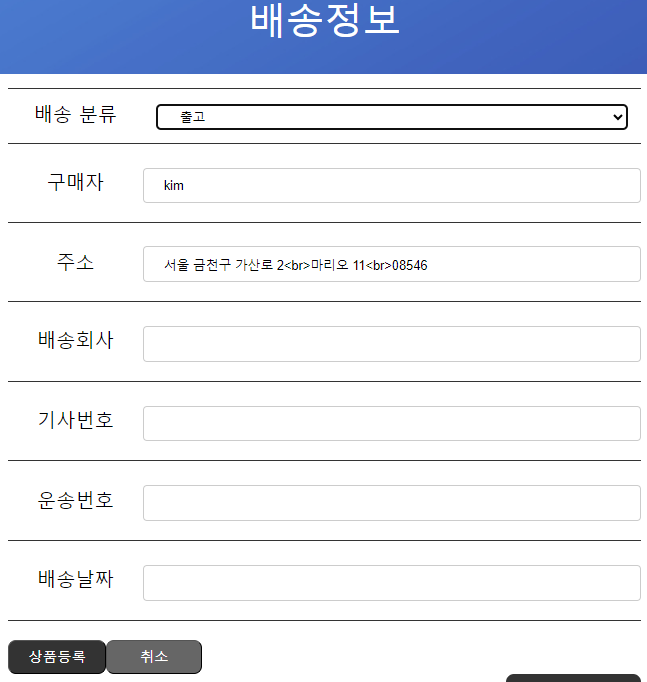 배송정보
배송 분류 출고
구매자 kim
주소 서울 금천구 가산로 2<br>마리오 11<br>08546
배송회사
기사번호
운송번호
배송날짜
상품등록 취소